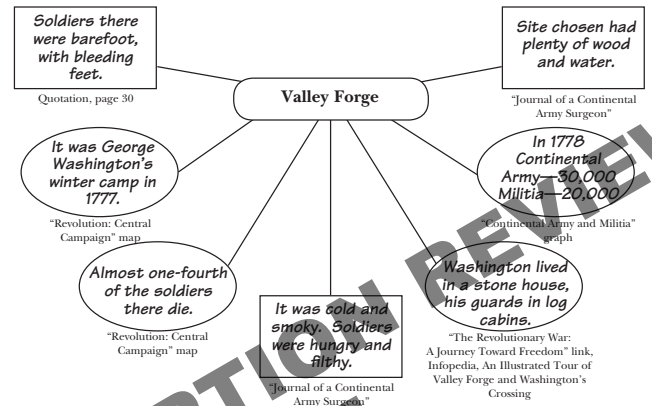 Soldiers there
were barefoot,
with bleeding
feet.
Quotation, page 30
Valley Forge
Site chosen had
plenty of wood
and water.
“Journal of a Continental
Army Surgeon”
It was George
Washington’s
winter camp in
1777.
“Revolution: Central
Campaign” map
In 1778
Continental
Army—30,000
Militia—20,000
“Continental Army and Militia”
graph
Almost one-fourth
of the soldiers
there die.
“Revolution: Central
Campaign” map
It was cold and
smoky. Soldiers
were hungry and
filthy.
“Journal of a Continental
Army Surgeon”
Washington lived
in a stone house,
his guards in log
cabins.
“The Revolutionary War:
A Journey Toward Freedom” link,
Infopedia, An Illustrated Tour of
Valley Forge and Washington’s
Crossing
PTION REVIEW